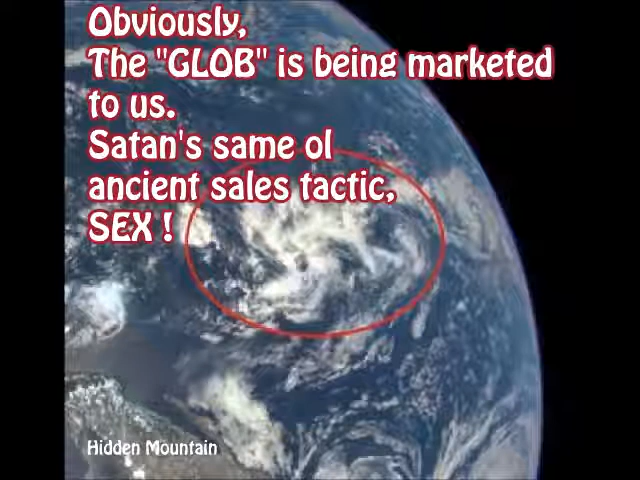 Obviously,
The "GLOB" is being marketed
to us.
Satan's same ol
ancient sales tactic,
SEX !
Hidden Mountain